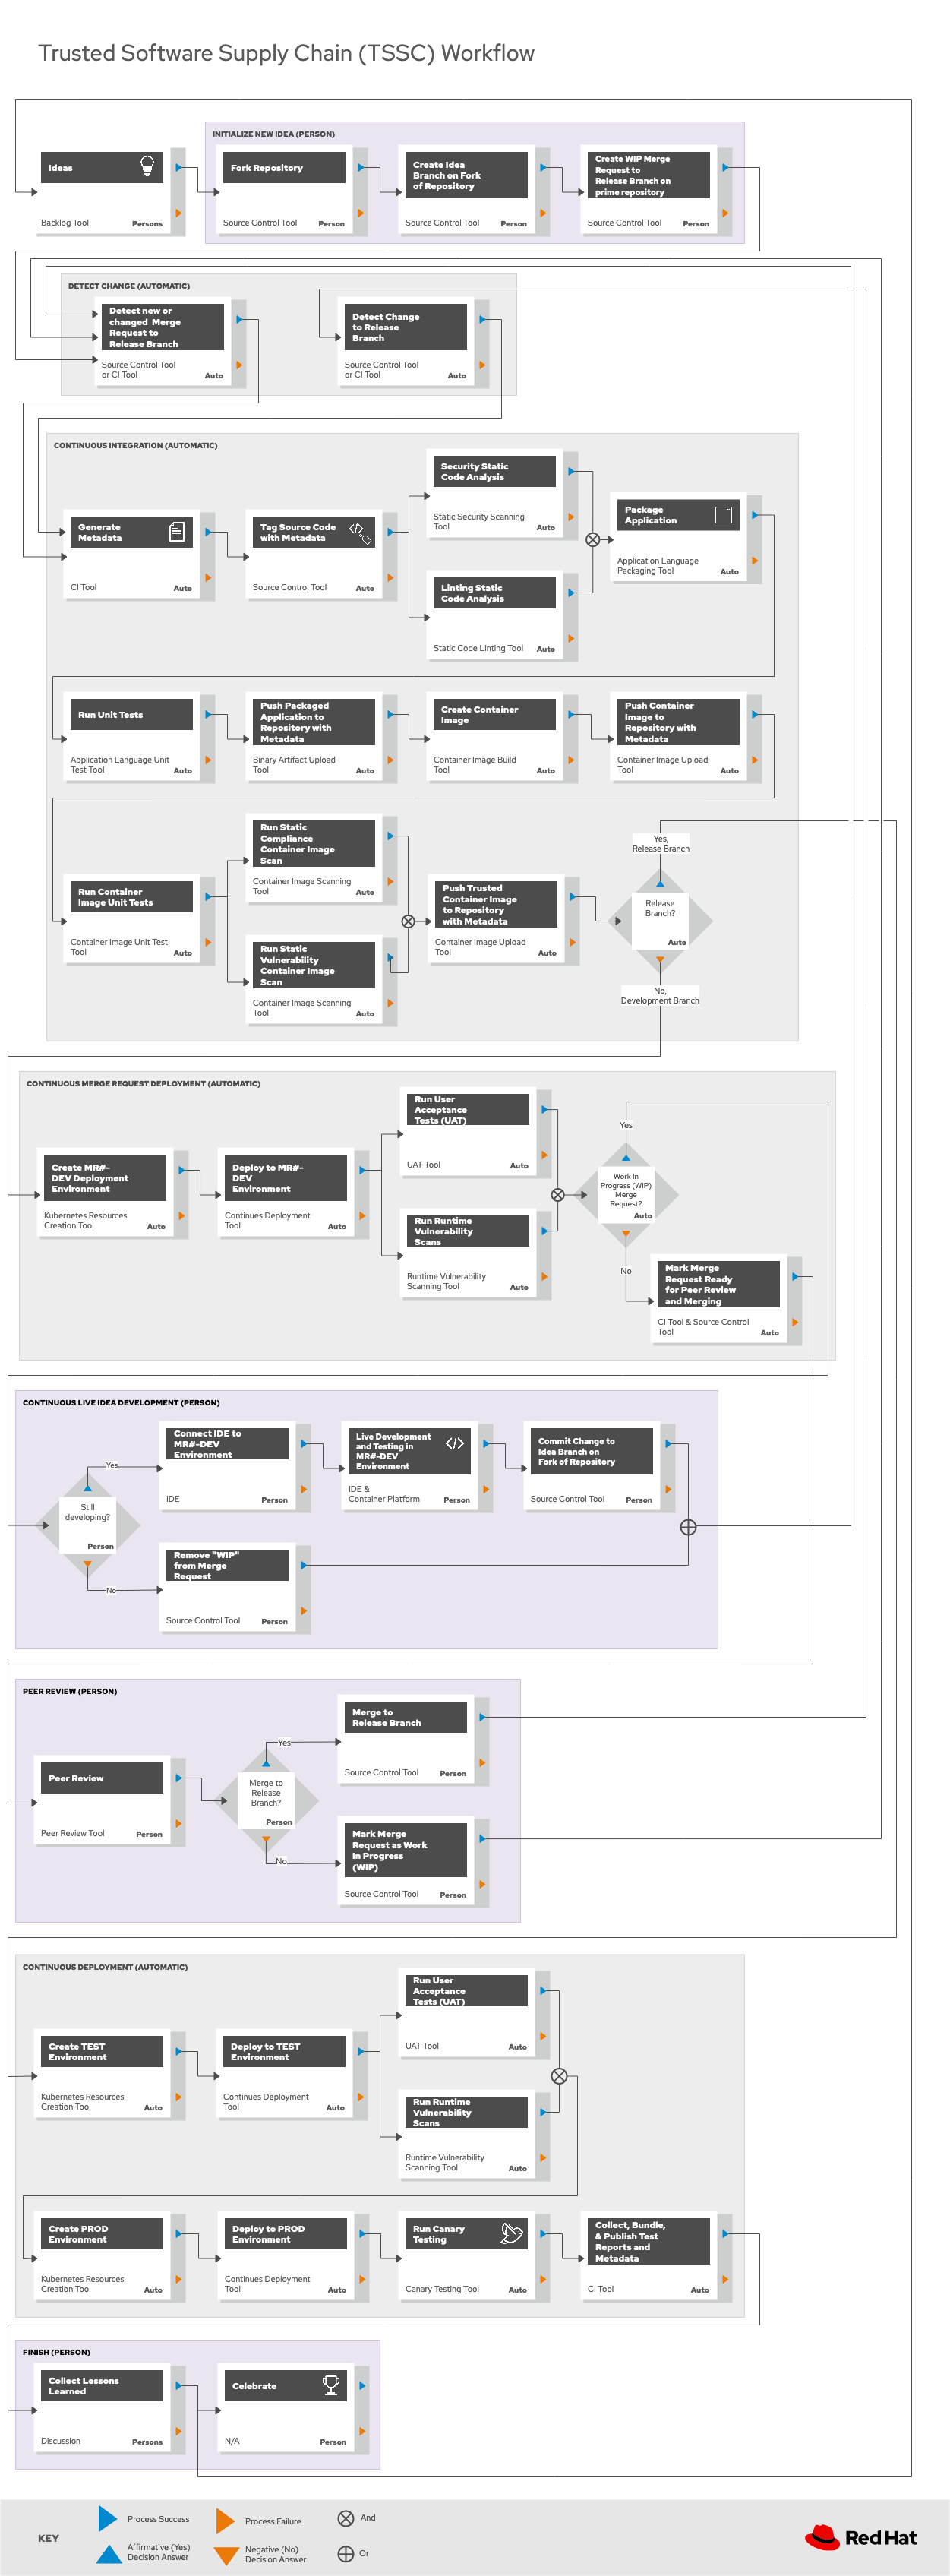 Trusted Software Supply Chain (TSSC) Workflow
INITIALIZE NEW IDEA (PERSON)
Ideas
Backlog Tool
Persons
Fork Repository
Source Control Tool
Person
Create Idea
Branch on Fork
of Repository
Source Control Tool
Person
Create WIP Merge
Request to
Release Branch on
prime repository
Source Control Tool
Person
DETECT CHANGE (AUTOMATIC)
Detect new or
changed Merge
Request to
Release Branch
Source Control Tool
or CI Tool
Auto
Detect Change
to Release
Branch
Source Control Tool
or CI Tool
Auto
CONTINUOUS INTEGRATION (AUTOMATIC)
Generate
Metadata
CI Tool
Auto
Tag Source Code
with Metadata
Source Control Tool
Auto
Security Static
Code Analysis
Static Security Scanning
Tool
Auto
Linting Static
Code Analysis
Static Code Linting Tool
Auto
Package
Application
Application Language
Packaging Tool
Auto
Run Unit Tests
Application Language Unit
Test Tool
Auto
Push Packaged
Application to
Repository with
Metadata
Binary Artifact Upload
Tool
Auto
Create Container
Image
Container Image Build
Tool
Auto
Push Container
Image to
Repository with
Metadata
Container Image Upload
Tool
Auto
Run Container
Image Unit Tests
Container Image Unit Test
Tool
Auto
Run Static
Compliance
Container Image
Scan
Container Image Scanning
Tool
Auto
Run Static
Vulnerability
Container Image
Scan
Container Image Scanning
Tool
Auto
Push Trusted
Container Image
to Repository
with Metadata
Container Image Upload
Tool
Auto
Yes,
Release Branch
Release
Branch?
Auto
No,
Development Branch
CONTINUOUS MERGE REQUEST DEPLOYMENT (AUTOMATIC)
Create MR#-
DEV Deployment
Environment
Kubernetes Resources
Creation Tool
Auto
Deploy to MR#-
DEV
Environment
Continues Deployment
Tool
Auto
Run User
Acceptance
Tests (UAT)
UAT Tool
Auto
Run Runtime
Vulnerability
Scans
Runtime Vulnerability
Scanning Tool
Auto
Yes
Work In
Progress (WIP)
Merge
Request?
Auto
No
Mark Merge
Request Ready
for Peer Review
and Merging
CI Tool & Source Control
Tool
Auto
CONTINUOUS LIVE IDEA DEVELOPMENT (PERSON)
Still
developing?
Person
Yes
Connect IDE to
MR#-DEV
Environment
IDE
Person
Live Development
and Testing in
MR#-DEV
Environment
IDE &
Container Platform
Person
Commit Change to
Idea Branch on
Fork of Repository
Source Control Tool
Person
No
Remove "WIP"
from Merge
Request
Source Control Tool
Person
PEER REVIEW (PERSON)
Peer Review
Peer Review Tool
Person
Merge to
Release
Branch?
Person
Yes
Merge to
Release Branch
Source Control Tool
Person
No
Mark Merge
Request as Work
In Progress
(WIP)
Source Control Tool
Person
CONTINUOUS DEPLOYMENT (AUTOMATIC)
Create TEST
Environment
Kubernetes Resources
Creation Tool
Auto
Deploy to TEST
Environment
Continues Deployment
Tool
Auto
Run User
Acceptance
Tests (UAT)
UAT Tool
Auto
Run Runtime
Vulnerability
Scans
Runtime Vulnerability
Scanning Tool
Auto
Create PROD
Environment
Kubernetes Resources
Creation Tool
Auto
Deploy to PROD
Environment
Continues Deployment
Tool
Auto
Run Canary
Testing
Canary Testing Tool
Auto
Collect, Bundle,
& Publish Test
Reports and
Metadata
CI Tool
Auto
FINISH (PERSON)
Collect Lessons
Learned
Discussion
Persons
Celebrate
N/A
Person
KEY
Process Success
Affirmative (Yes)
Decision Answer
Process Failure
Negative (No)
Decision Answer
And
Or
Red Hat